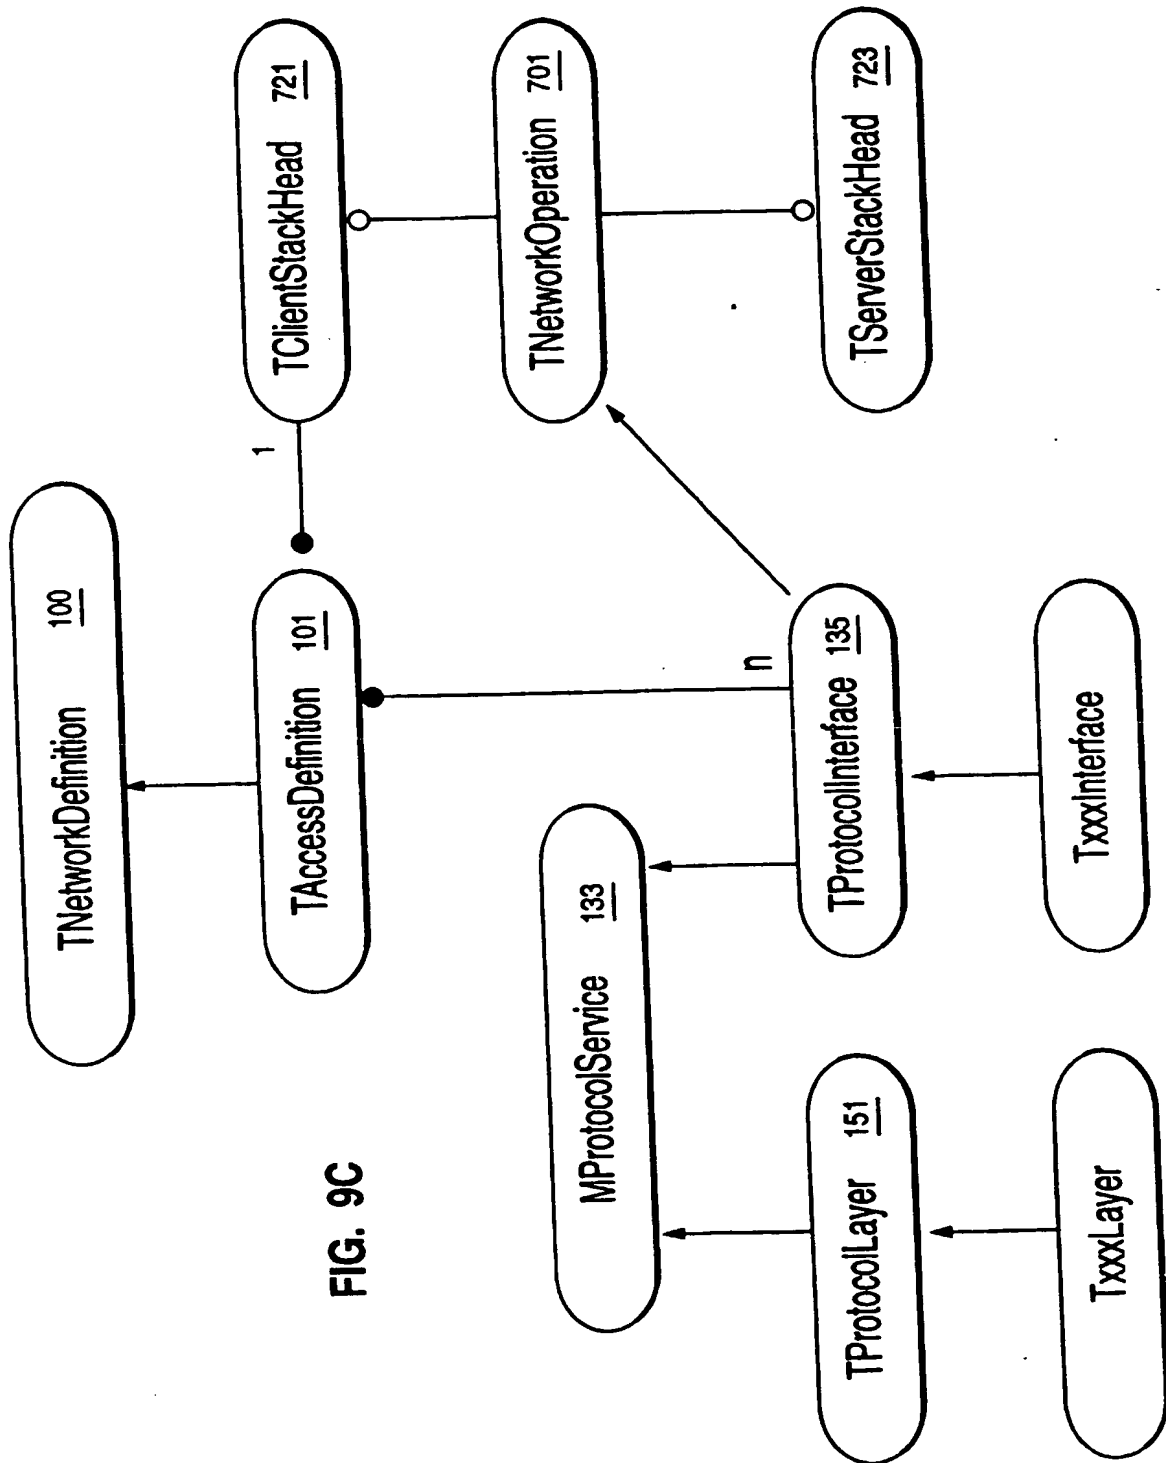 TNetworkDefinition 100
TClientStackHead 721
1
TAccessDefinition 101
TNetworkOperation 701
MProtocolService 133
n
TServerStackHead 723
TProtocolLayer 151
TProtocolInterface 135
TxxxLayer
TxxxInterface
FIG. 9C